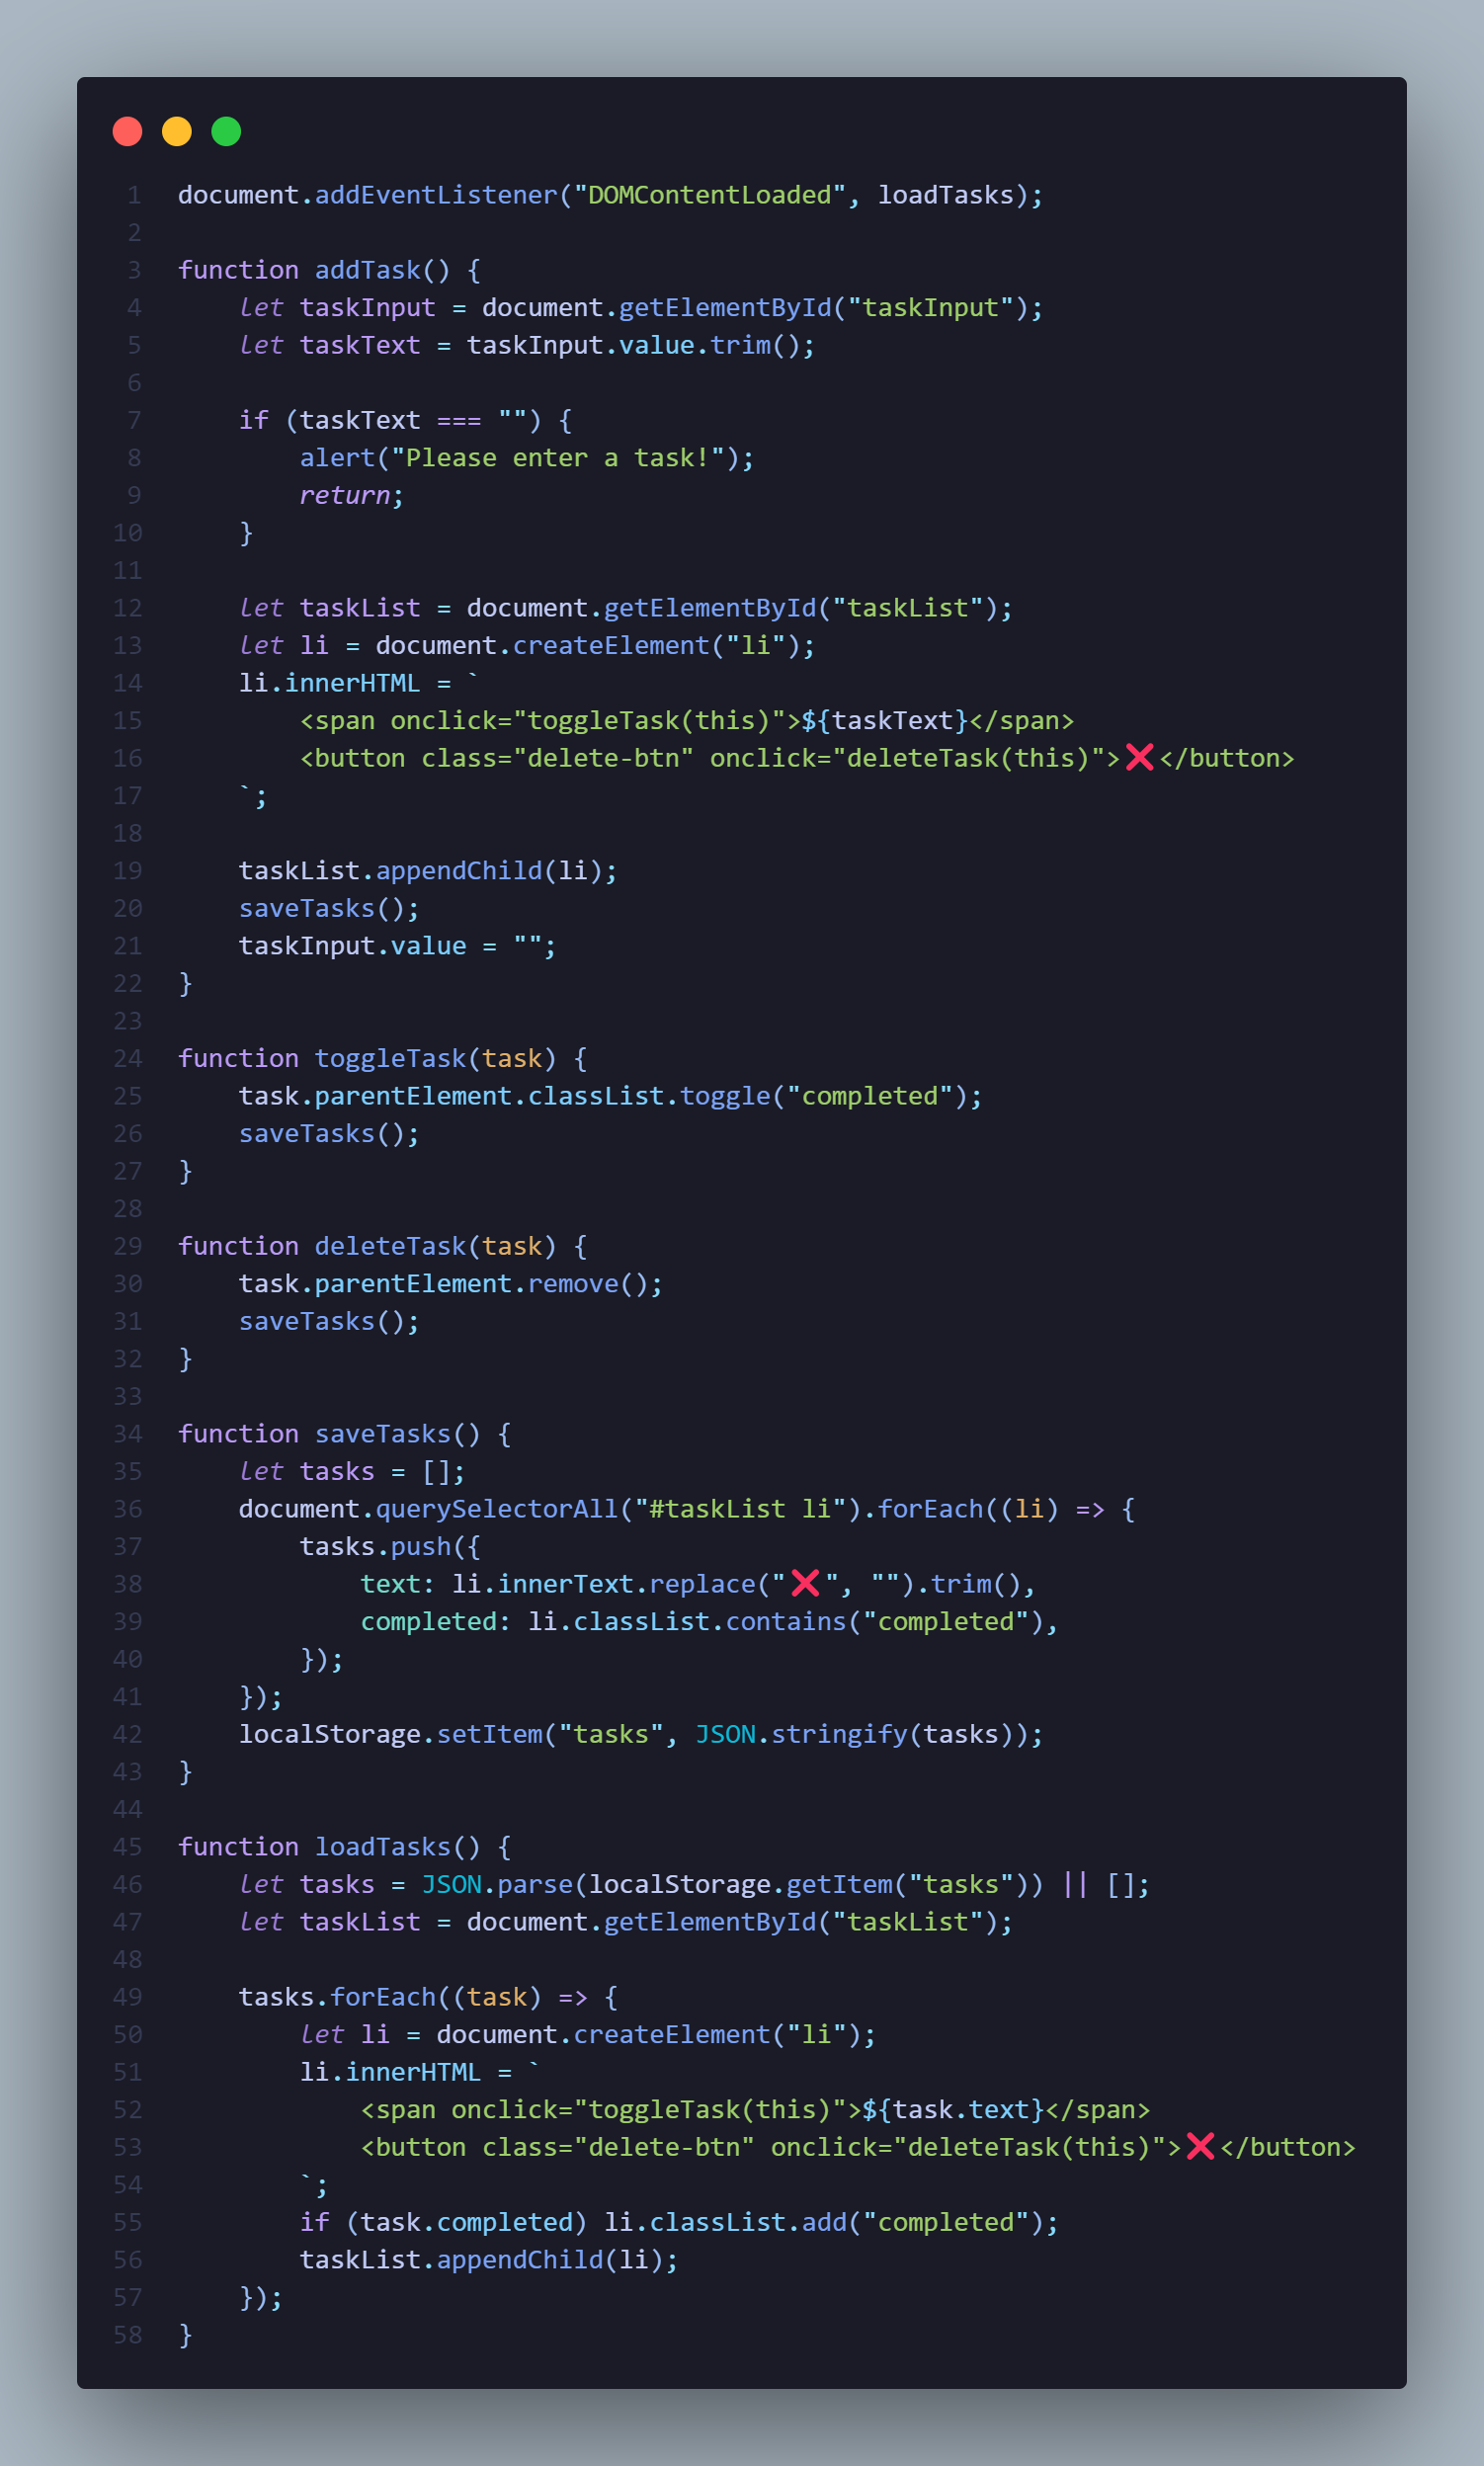 1 document.addEventListener("DOMContentLoaded", loadTasks);
2
3 function addTask() {
4     let taskInput = document.getElementById("taskInput");
5     let taskText = taskInput.value.trim();
6
7     if (taskText === "") {
8         alert("Please enter a task!");
9         return;
10     }
11
12     let taskList = document.getElementById("taskList");
13     let li = document.createElement("li");
14     li.innerHTML = `
15         <span onclick="toggleTask(this)">${taskText}</span>
16         <button class="delete-btn" onclick="deleteTask(this)">❌</button>
17     `;
18
19     taskList.appendChild(li);
20     saveTasks();
21     taskInput.value = "";
22 }
23
24 function toggleTask(task) {
25     task.parentElement.classList.toggle("completed");
26     saveTasks();
27 }
28
29 function deleteTask(task) {
30     task.parentElement.remove();
31     saveTasks();
32 }
33
34 function saveTasks() {
35     let tasks = [];
36     document.querySelectorAll("#taskList li").forEach((li) => {
37         tasks.push({
38             text: li.innerText.replace("❌", "").trim(),
39             completed: li.classList.contains("completed"),
40         });
41     });
42     localStorage.setItem("tasks", JSON.stringify(tasks));
43 }
44
45 function loadTasks() {
46     let tasks = JSON.parse(localStorage.getItem("tasks")) || [];
47     let taskList = document.getElementById("taskList");
48
49     tasks.forEach((task) => {
50         let li = document.createElement("li");
51         li.innerHTML = `
52             <span onclick="toggleTask(this)">${task.text}</span>
53             <button class="delete-btn" onclick="deleteTask(this)">❌</button>
54         `;
55         if (task.completed) li.classList.add("completed");
56         taskList.appendChild(li);
57     });
58 }